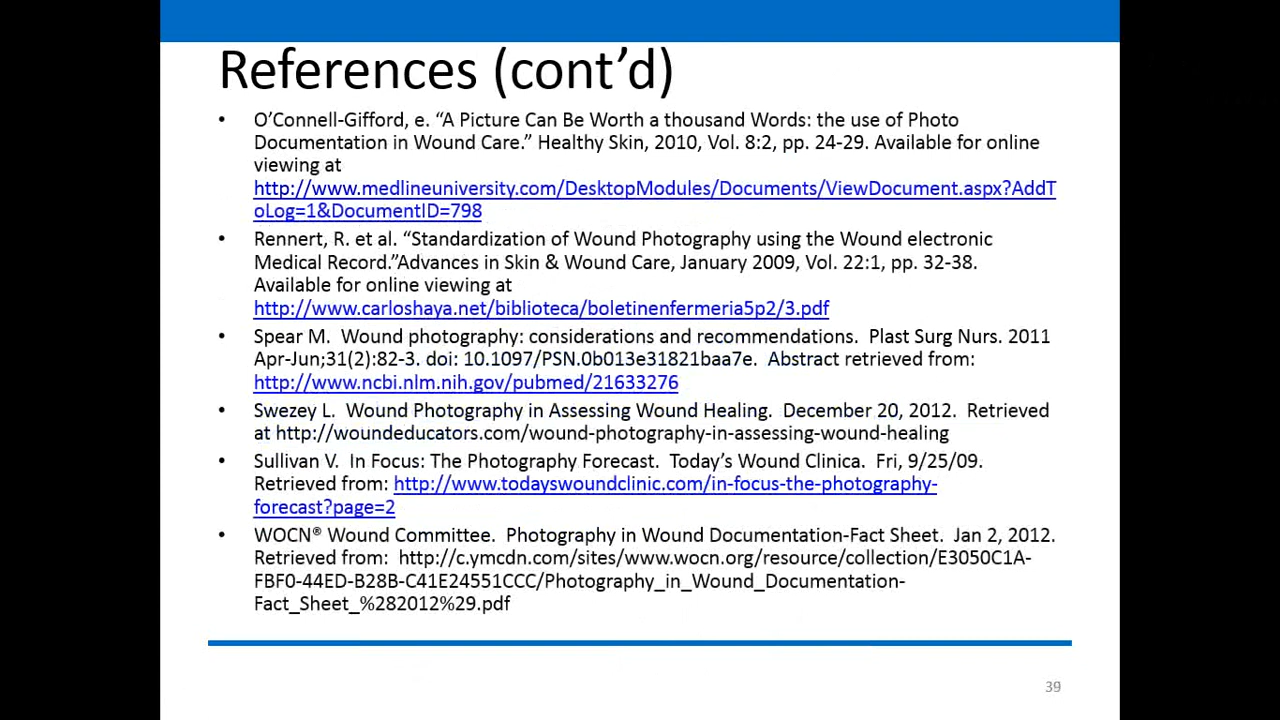 References (cont’d)
• O’Connell-Gifford, e. “A Picture Can Be Worth a thousand Words: the use of Photo
Documentation in Wound Care.” Healthy Skin, 2010, Vol. 8:2, pp. 24-29. Available for online
viewing at
http://www.medlineuniversity.com/DesktopModules/Documents/ViewDocument.aspx?AddT
oLog=1&DocumentID=798
• Rennert, R. et al. “Standardization of Wound Photography using the Wound electronic
Medical Record.”Advances in Skin & Wound Care, January 2009, Vol. 22:1, pp. 32-38.
Available for online viewing at
http://www.carloshaya.net/biblioteca/boletinenfermeria5p2/3.pdf
• Spear M.  Wound photography: considerations and recommendations.  Plast Surg Nurs. 2011
Apr-Jun;31(2):82-3. doi: 10.1097/PSN.0b013e31821baa7e.  Abstract retrieved from:
http://www.ncbi.nlm.nih.gov/pubmed/21633276
• Swezey L.  Wound Photography in Assessing Wound Healing.  December 20, 2012.  Retrieved
at http://woundeducators.com/wound-photography-in-assessing-wound-healing
• Sullivan V.  In Focus: The Photography Forecast.  Today’s Wound Clinica.  Fri, 9/25/09.
Retrieved from: http://www.todayswoundclinic.com/in-focus-the-photography-
forecast?page=2
• WOCN® Wound Committee.  Photography in Wound Documentation-Fact Sheet.  Jan 2, 2012.
Retrieved from:  http://c.ymcdn.com/sites/www.wocn.org/resource/collection/E3050C1A-
FBF0-44ED-B28B-C41E24551CCC/Photography_in_Wound_Documentation-
Fact_Sheet_%282012%29.pdf
39